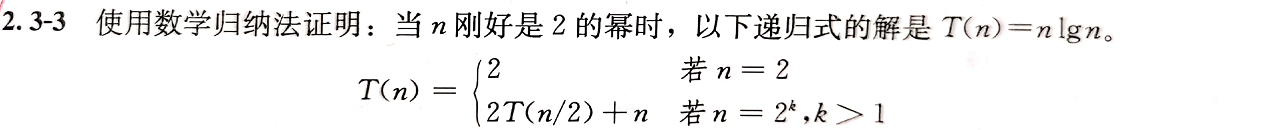 2.3-3 使用数学归纳法证明：当 n 刚好是 2 的幂时，以下递归式的解是 T(n)=n lg n。
T(n) = { 2 若 n = 2
2T(n/2)+n 若 n = 2^k, k > 1